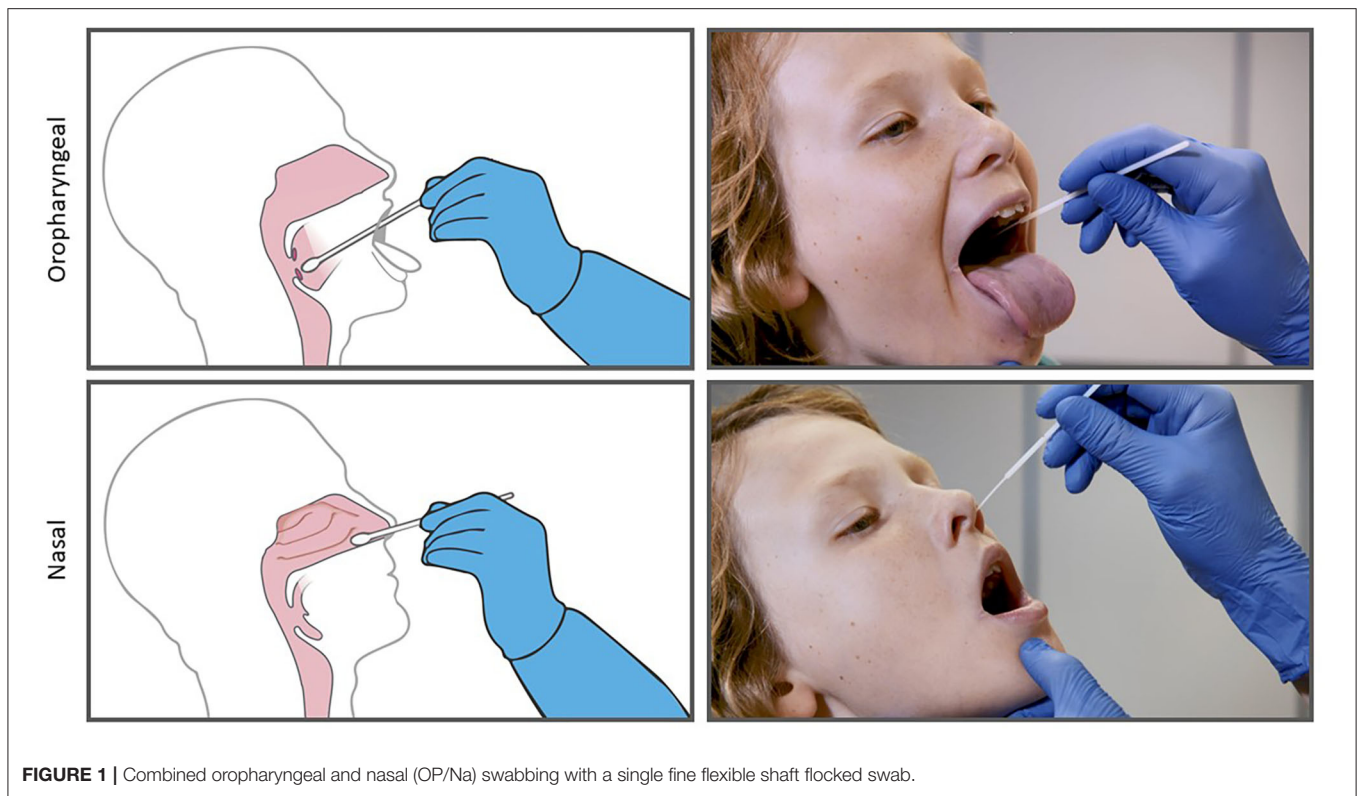 Oropharyngeal
Nasal
FIGURE 1 | Combined oropharyngeal and nasal (OP/Na) swabbing with a single fine flexible shaft flocked swab.